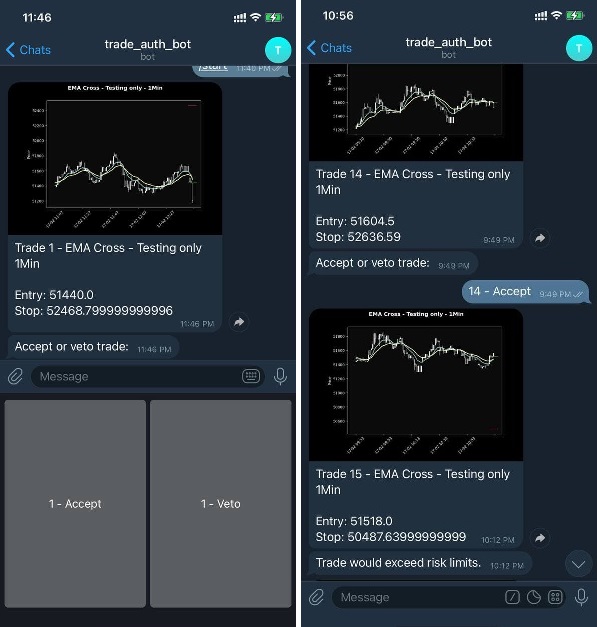 11:46
Chats
trade_auth_bot
bot
T
/start 11:46 PM
EMA Cross - Testing only - 1Min
Trade 1 - EMA Cross - Testing only
1Min
Entry: 51440.0
Stop: 52468.799999999996
11:46 PM
Accept or veto trade: 11:46 PM
Message
1 - Accept
1 - Veto
10:56
Chats
trade_auth_bot
bot
T
Trade 14 - EMA Cross - Testing only
1Min
Entry: 51604.5
Stop: 52636.59
9:49 PM
Accept or veto trade: 9:49 PM
14 - Accept 9:49 PM
EMA Cross - Testing only - 1Min
Trade 15 - EMA Cross - Testing only
1Min
Entry: 51518.0
Stop: 50487.63999999999
10:12 PM
Trade would exceed risk limits. 10:12 PM
Message